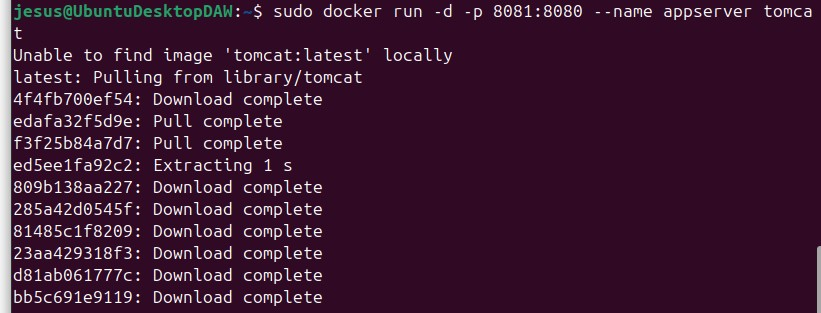 jesus@UbuntuDesktopDAW:~$ sudo docker run -d -p 8081:8080 --name appserver tomca
t
Unable to find image 'tomcat:latest' locally
latest: Pulling from library/tomcat
4f4fb700ef54: Download complete
edafa32f5d9e: Pull complete
f3f25b84a7d7: Pull complete
ed5ee1fa92c2: Extracting 1 s
809b138aa227: Download complete
285a42d0545f: Download complete
81485c1f8209: Download complete
23aa429318f3: Download complete
d81ab061777c: Download complete
bb5c691e9119: Download complete